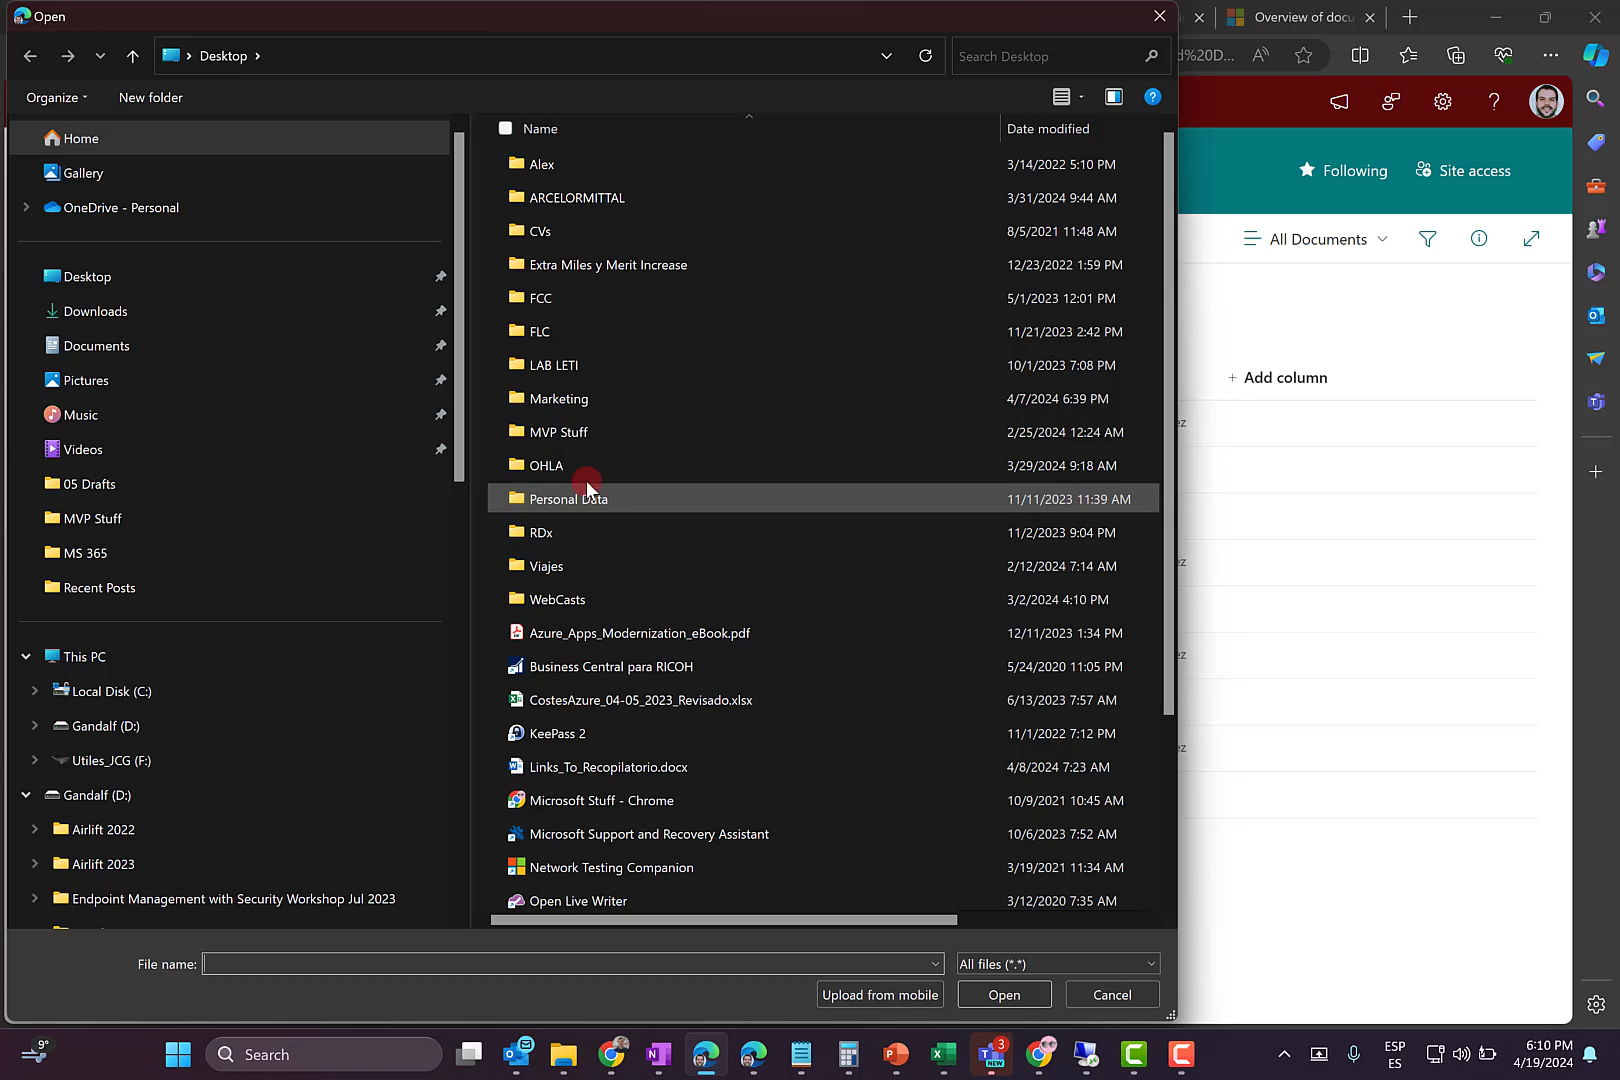 Open
Overview of docu
Desktop
Search Desktop
d%20D...
Organize
New folder
Home
Gallery
OneDrive - Personal
Desktop
Downloads
Documents
Pictures
Music
Videos
05 Drafts
MVP Stuff
MS 365
Recent Posts
This PC
Local Disk (C:)
Gandalf (D:)
Utiles_JCG (F:)
Gandalf (D:)
Airlift 2022
Airlift 2023
Endpoint Management with Security Workshop Jul 2023
Name Date modified
Alex 3/14/2022 5:10 PM
ARCELORMITTAL 3/31/2024 9:44 AM
CVs 8/5/2021 11:48 AM
Extra Miles y Merit Increase 12/23/2022 1:59 PM
FCC 5/1/2023 12:01 PM
FLC 11/21/2023 2:42 PM
LAB LETI 10/1/2023 7:08 PM
Marketing 4/7/2024 6:39 PM
MVP Stuff 2/25/2024 12:24 AM
OHLA 3/29/2024 9:18 AM
Personal Data 11/11/2023 11:39 AM
RDx 11/2/2023 9:04 PM
Viajes 2/12/2024 7:14 AM
WebCasts 3/2/2024 4:10 PM
Azure_Apps_Modernization_eBook.pdf 12/11/2023 1:34 PM
Business Central para RICOH 5/24/2020 11:05 PM
CostesAzure_04-05_2023_Revisado.xlsx 6/13/2023 7:57 AM
KeePass 2 11/1/2022 7:12 PM
Links_To_Recopilatorio.docx 4/8/2024 7:23 AM
Microsoft Stuff - Chrome 10/9/2021 10:45 AM
Microsoft Support and Recovery Assistant 10/6/2023 7:52 AM
Network Testing Companion 3/19/2021 11:34 AM
Open Live Writer 3/12/2020 7:35 AM
File name:
All files (*.*)
Upload from mobile
Open
Cancel
Following
Site access
All Documents
+ Add column
ez
ez
ez
ez
9°
Search
3
NEW
ESP
ES
6:10 PM
4/19/2024